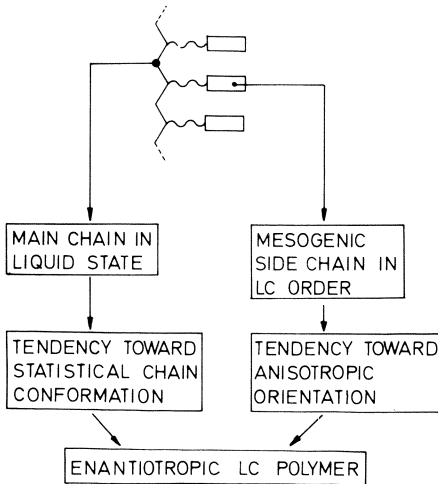 MAIN CHAIN IN
LIQUID STATE
MESOGENIC
SIDE CHAIN IN
LC ORDER
TENDENCY TOWARD
STATISTICAL CHAIN
CONFORMATION
TENDENCY TOWARD
ANISOTROPIC
ORIENTATION
ENANTIOTROPIC LC POLYMER